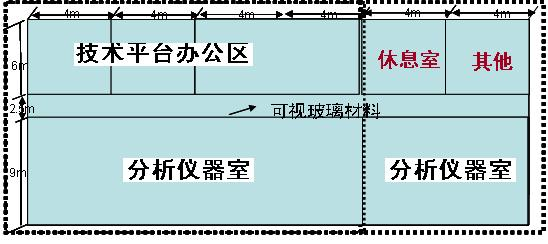 4m 4m 4m 4m 4m 4m
技术平台办公区
休息室
其他
6m
2.5m
可视玻璃材料
分析仪器室
分析仪器室
9m